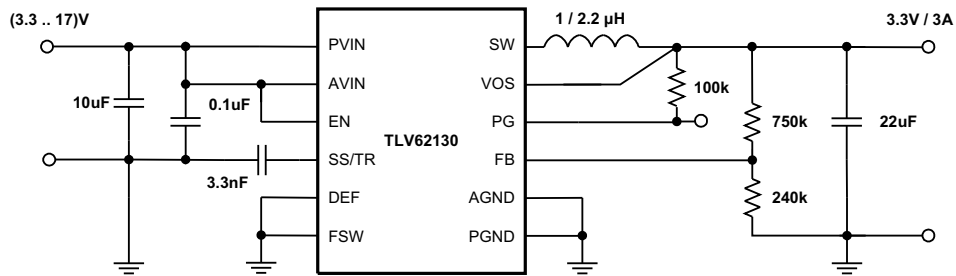 (3.3 .. 17)V
1 / 2.2 µH
3.3V / 3A
PVIN
SW
AVIN
VOS
100k
10uF
0.1uF
EN
PG
TLV62130
750k
22uF
SS/TR
FB
3.3nF
DEF
AGND
240k
FSW
PGND